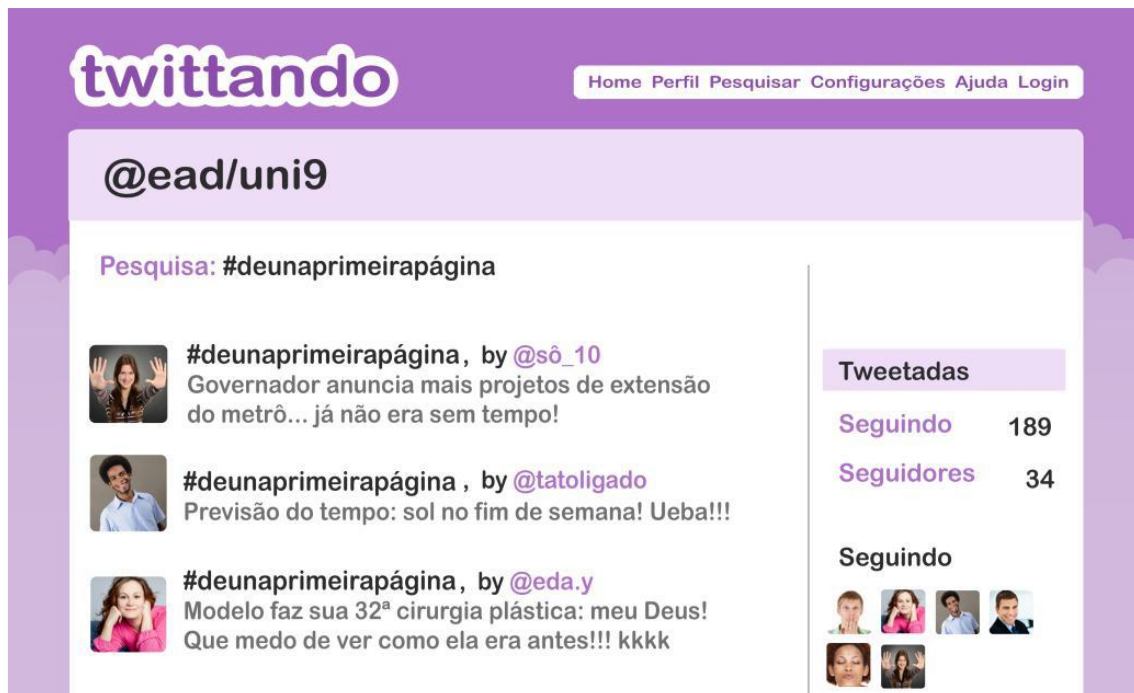 twittando
Home Perfil Pesquisar Configurações Ajuda Login
@ead/uni9
Pesquisa: #deunaprimeirapágina
#deunaprimeirapágina, by @sô_10
Governador anuncia mais projetos de extensão
do metrô... já não era sem tempo!
#deunaprimeirapágina , by @tatoligado
Previsão do tempo: sol no fim de semana! Ueba!!!
#deunaprimeirapágina, by @eda.y
Modelo faz sua 32ª cirurgia plástica: meu Deus!
Que medo de ver como ela era antes!!! kkkk
Tweetadas
Seguindo 189
Seguidores 34
Seguindo